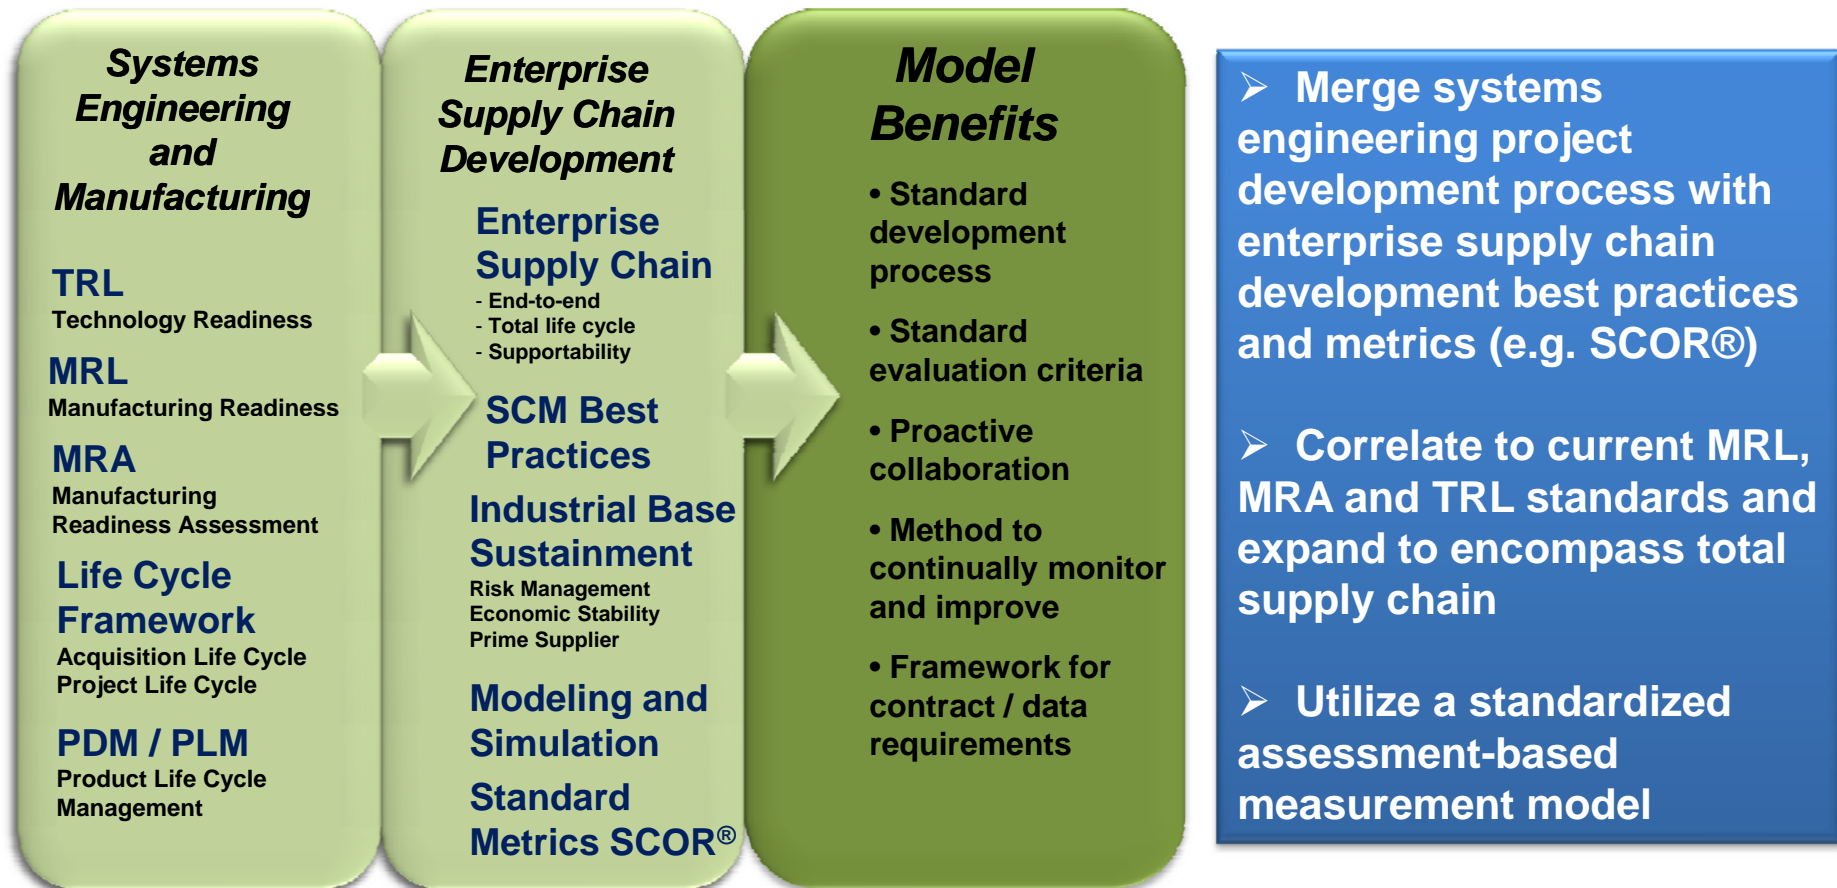 Systems
Engineering
and
Manufacturing
TRL
Technology Readiness
MRL
Manufacturing Readiness
MRA
Manufacturing
Readiness Assessment
Life Cycle
Framework
Acquisition Life Cycle
Project Life Cycle
PDM / PLM
Product Life Cycle
Management
Enterprise
Supply Chain
Development
Enterprise
Supply Chain
- End-to-end
- Total life cycle
- Supportability
SCM Best
Practices
Industrial Base
Sustainment
Risk Management
Economic Stability
Prime Supplier
Modeling and
Simulation
Standard
Metrics SCOR®
Model
Benefits
• Standard
development
process
• Standard
evaluation criteria
• Proactive
collaboration
• Method to
continually monitor
and improve
• Framework for
contract / data
requirements
➢ Merge systems
engineering project
development process with
enterprise supply chain
development best practices
and metrics (e.g. SCOR®)
➢ Correlate to current MRL,
MRA and TRL standards and
expand to encompass total
supply chain
➢ Utilize a standardized
assessment-based
measurement model